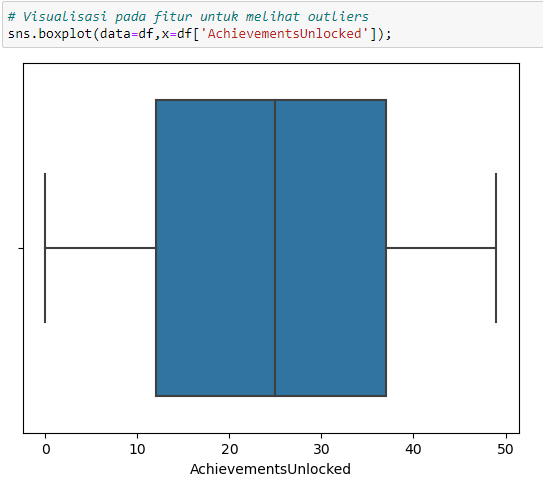 # Visualisasi pada fitur untuk melihat outliers
sns.boxplot(data=df,x=df['AchievementsUnlocked']);
0 10 20 30 40 50
AchievementsUnlocked